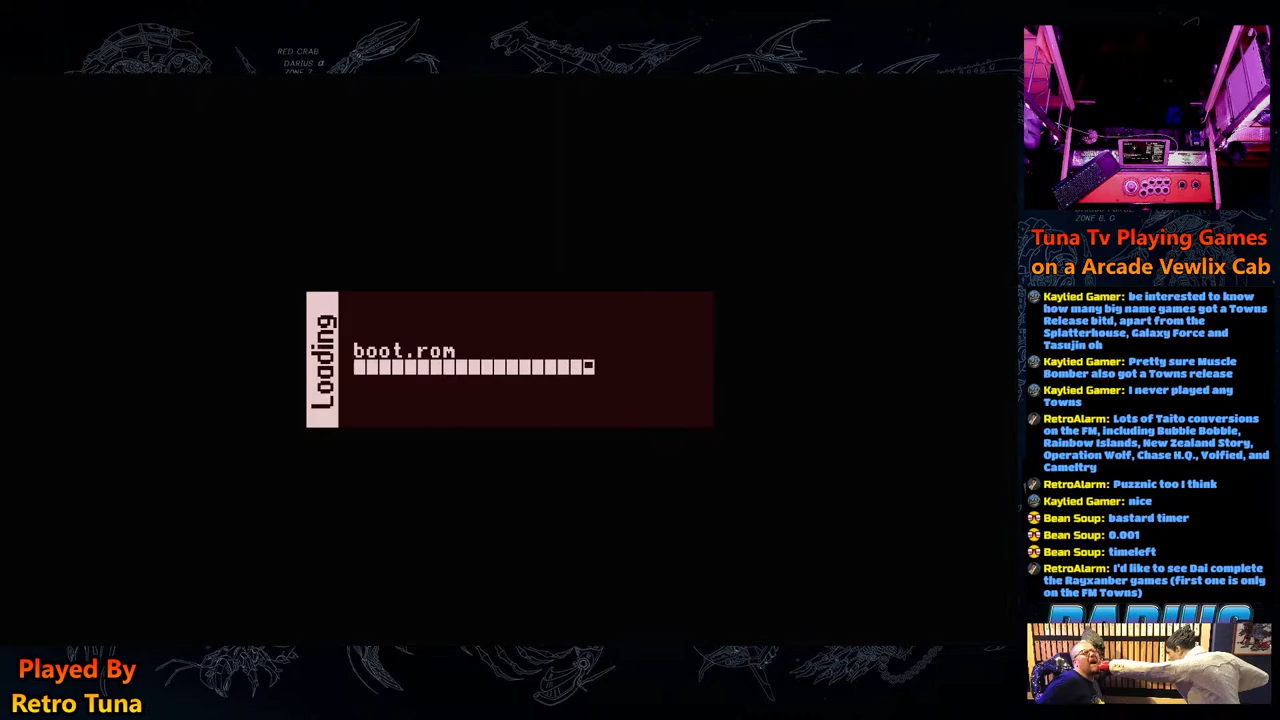 RED CRAB
DARIUS α
ZONE Z
Loading
boot.rom
ZONE B, G
Tuna Tv Playing Games
on a Arcade Vewlix Cab
Kaylied Gamer: be interested to know
how many big name games got a Towns
Release bitd, apart from the
Splatterhouse, Galaxy Force and
Tasujin oh
Kaylied Gamer: Pretty sure Muscle
Bomber also got a Towns release
Kaylied Gamer: I never played any
Towns
RetroAlarm: Lots of Taito conversions
on the FM, including Bubble Bobble,
Rainbow Islands, New Zealand Story,
Operation Wolf, Chase H.Q., Volfied, and
Cameltry
RetroAlarm: Puzznic too I think
Kaylied Gamer: nice
Bean Soup: bastard timer
Bean Soup: 0.001
Bean Soup: timeleft
RetroAlarm: I'd like to see Dai complete
the Rayxanber games (first one is only
on the FM Towns)
DARIUS
Played By
Retro Tuna